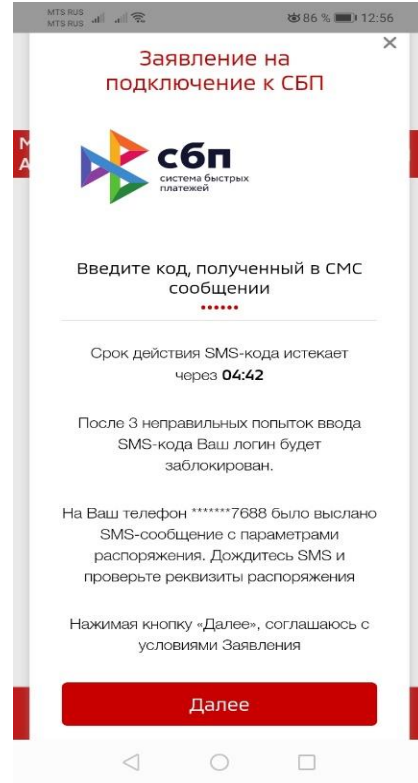 MTS RUS
MTS RUS
86 % 12:56
Заявление на
подключение к СБП
М
А
сбп
система быстрых
платежей
Введите код, полученный в СМС
сообщении
••••••
Срок действия SMS-кода истекает
через 04:42
После 3 неправильных попыток ввода
SMS-кода Ваш логин будет
заблокирован.
На Ваш телефон *******7688 было выслано
SMS-сообщение с параметрами
распоряжения. Дождитесь SMS и
проверьте реквизиты распоряжения
Нажимая кнопку «Далее», соглашаюсь с
условиями Заявления
Далее